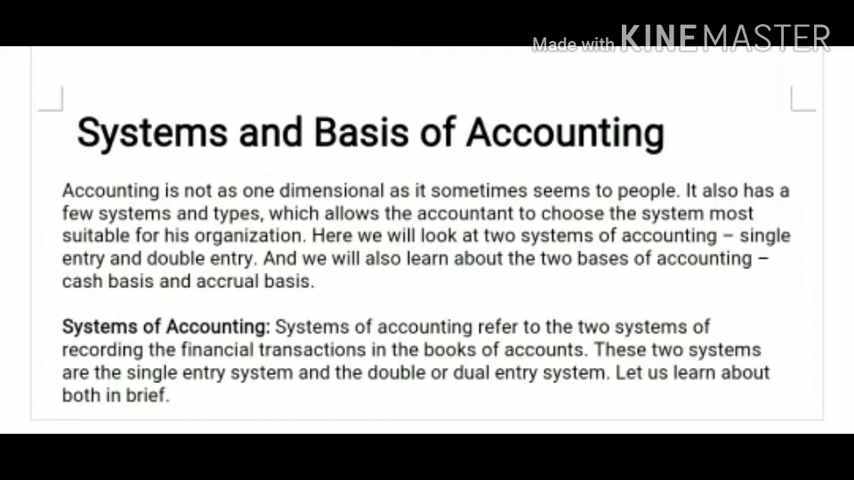 Made with KINEMASTER
Systems and Basis of Accounting
Accounting is not as one dimensional as it sometimes seems to people. It also has a
few systems and types, which allows the accountant to choose the system most
suitable for his organization. Here we will look at two systems of accounting – single
entry and double entry. And we will also learn about the two bases of accounting –
cash basis and accrual basis.
Systems of Accounting: Systems of accounting refer to the two systems of
recording the financial transactions in the books of accounts. These two systems
are the single entry system and the double or dual entry system. Let us learn about
both in brief.